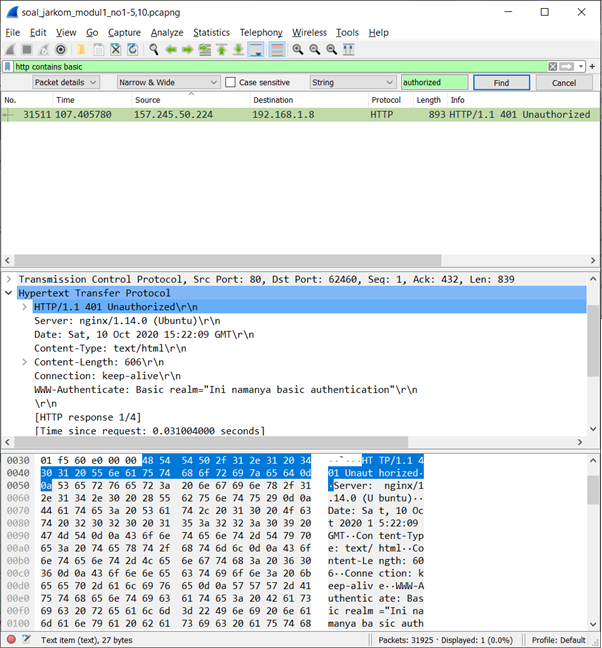 soal_jarkom_modul1_no1-5,10.pcapng
File Edit View Go Capture Analyze Statistics Telephony Wireless Tools Help
http contains basic
Packet details Narrow & Wide Case sensitive String authorized Find Cancel
No. Time Source Destination Protocol Length Info
31511 107.405780 157.245.50.224 192.168.1.8 HTTP 893 HTTP/1.1 401 Unauthorized
Transmission Control Protocol, Src Port: 80, Dst Port: 62460, Seq: 1, Ack: 432, Len: 839
Hypertext Transfer Protocol
HTTP/1.1 401 Unauthorized\r\n
Server: nginx/1.14.0 (Ubuntu)\r\n
Date: Sat, 10 Oct 2020 15:22:09 GMT\r\n
Content-Type: text/html\r\n
Content-Length: 606\r\n
Connection: keep-alive\r\n
WWW-Authenticate: Basic realm="Ini namanya basic authentication"\r\n
\r\n
[HTTP response 1/4]
[Time since request: 0.031004000 seconds]
0030 01 f5 60 e0 00 00 48 54 54 50 2f 31 2e 31 20 34 ··`···HT TP/1.1 4
0040 30 31 20 55 6e 61 75 74 68 6f 72 69 7a 65 64 0d 01 Unaut horized·
0050 0a 53 65 72 76 65 72 3a 20 6e 67 69 6e 78 2f 31 ·Server: nginx/1
0060 2e 31 34 2e 30 20 28 55 62 75 6e 74 75 29 0d 0a .14.0 (U buntu)··
0070 44 61 74 65 3a 20 53 61 74 2c 20 31 30 20 4f 63 Date: Sa t, 10 Oc
0080 74 20 32 30 32 30 20 31 35 3a 32 32 3a 30 39 20 t 2020 1 5:22:09
0090 47 4d 54 0d 0a 43 6f 6e 74 65 6e 74 2d 54 79 70 GMT··Con tent-Typ
00a0 65 3a 20 74 65 78 74 2f 68 74 6d 6c 0d 0a 43 6f e: text/ html··Co
00b0 6e 74 65 6e 74 2d 4c 65 6e 67 74 68 3a 20 36 30 ntent-Le ngth: 60
00c0 36 0d 0a 43 6f 6e 6e 65 63 74 69 6f 6e 3a 20 6b 6··Conne ction: k
00d0 65 65 70 2d 61 6c 69 76 65 0d 0a 57 57 57 2d 41 eep-aliv e··WWW-A
00e0 75 74 68 65 6e 74 69 63 61 74 65 3a 20 42 61 73 uthentic ate: Bas
00f0 69 63 20 72 65 61 6c 6d 3d 22 49 6e 69 20 6e 61 ic realm ="Ini na
0100 6d 61 6e 79 61 20 62 61 73 69 63 20 61 75 74 68 manya ba sic auth
Text item (text), 27 bytes
Packets: 31925 · Displayed: 1 (0.0%)
Profile: Default